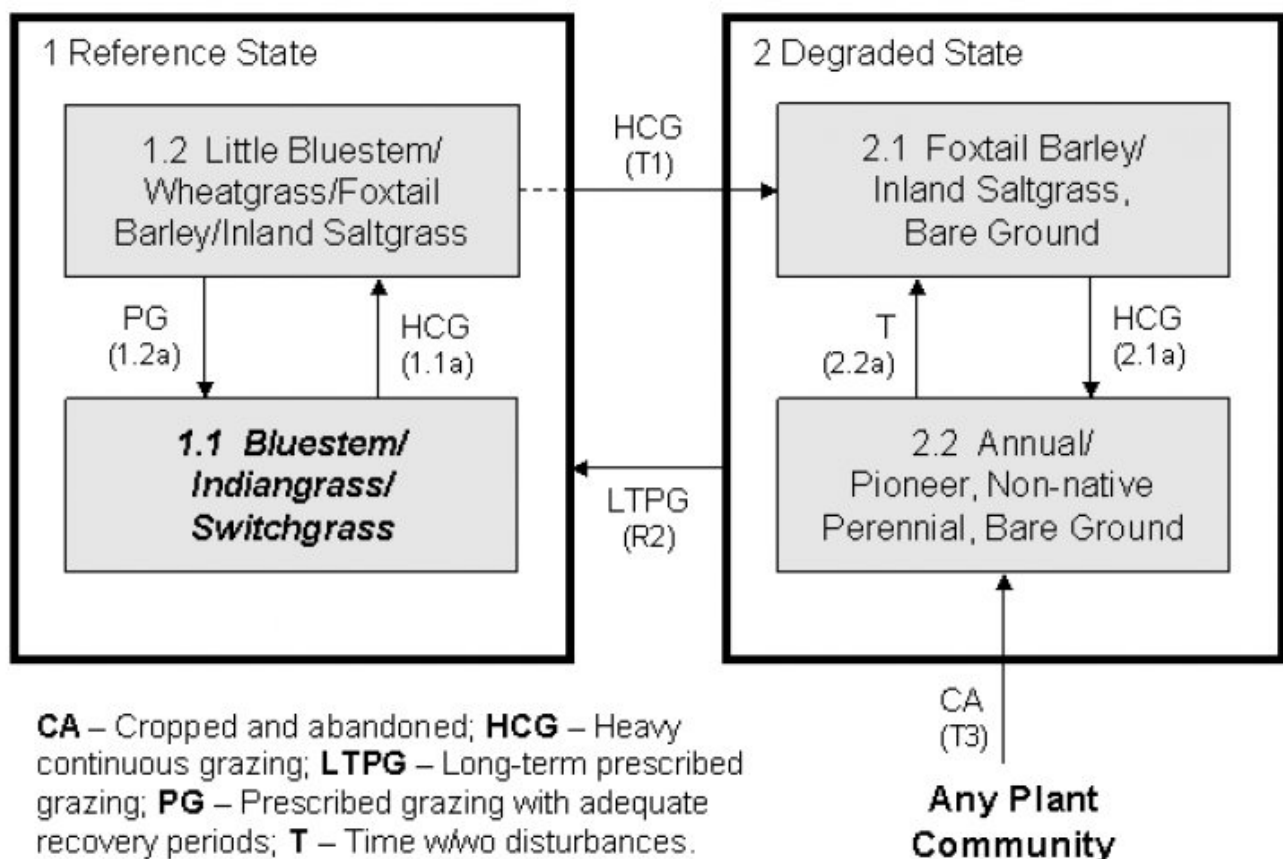 1 Reference State
1.2 Little Bluestem/
Wheatgrass/Foxtail
Barley/Inland Saltgrass
PG
(1.2a)
HCG
(1.1a)
1.1 Bluestem/
Indiangrass/
Switchgrass
HCG
(T1)
LTPG
(R2)
2 Degraded State
2.1 Foxtail Barley/
Inland Saltgrass,
Bare Ground
T
(2.2a)
HCG
(2.1a)
2.2 Annual/
Pioneer, Non-native
Perennial, Bare Ground
CA
(T3)
Any Plant
Community
CA – Cropped and abandoned; HCG – Heavy
continuous grazing; LTPG – Long-term prescribed
grazing; PG – Prescribed grazing with adequate
recovery periods; T – Time w/wo disturbances.